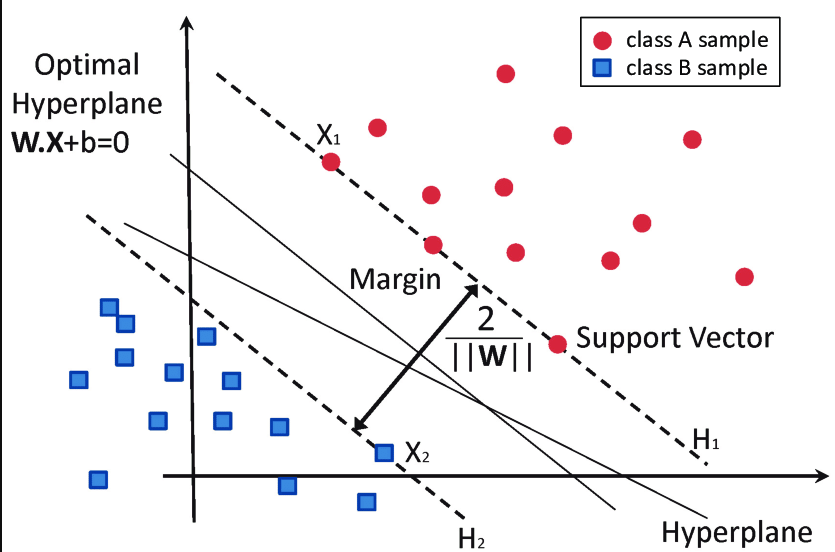 class A sample
class B sample
Optimal
Hyperplane
W.X+b=0
X₁
Margin
2
||W||
Support Vector
H₁
X₂
H₂
Hyperplane